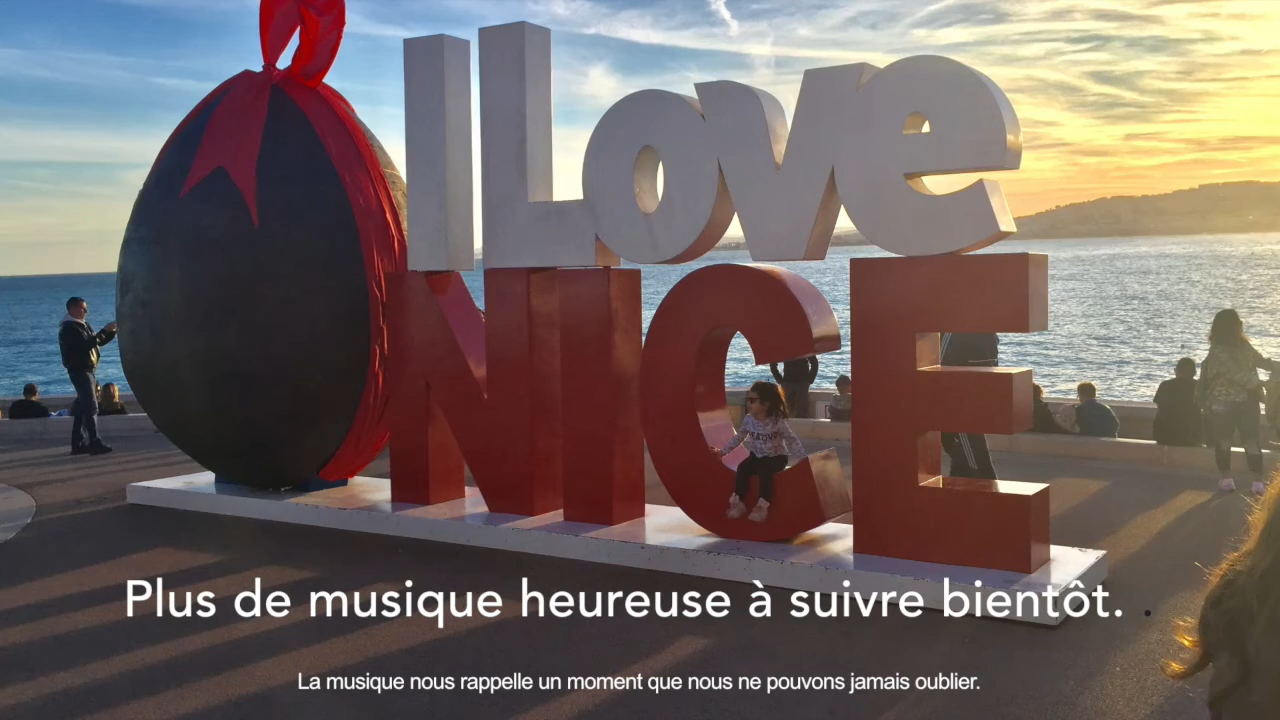 I Love
NICE
Plus de musique heureuse à suivre bientôt.
La musique nous rappelle un moment que nous ne pouvons jamais oublier.